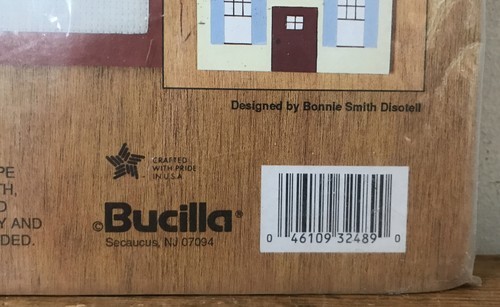 Designed by Bonnie Smith Disotell
CRAFTED
WITH PRIDE
IN U.S.A
PE
TH,
D
Y AND
DED.
©Bucilla®
Secaucus, NJ 07094
0 46109 32489 0